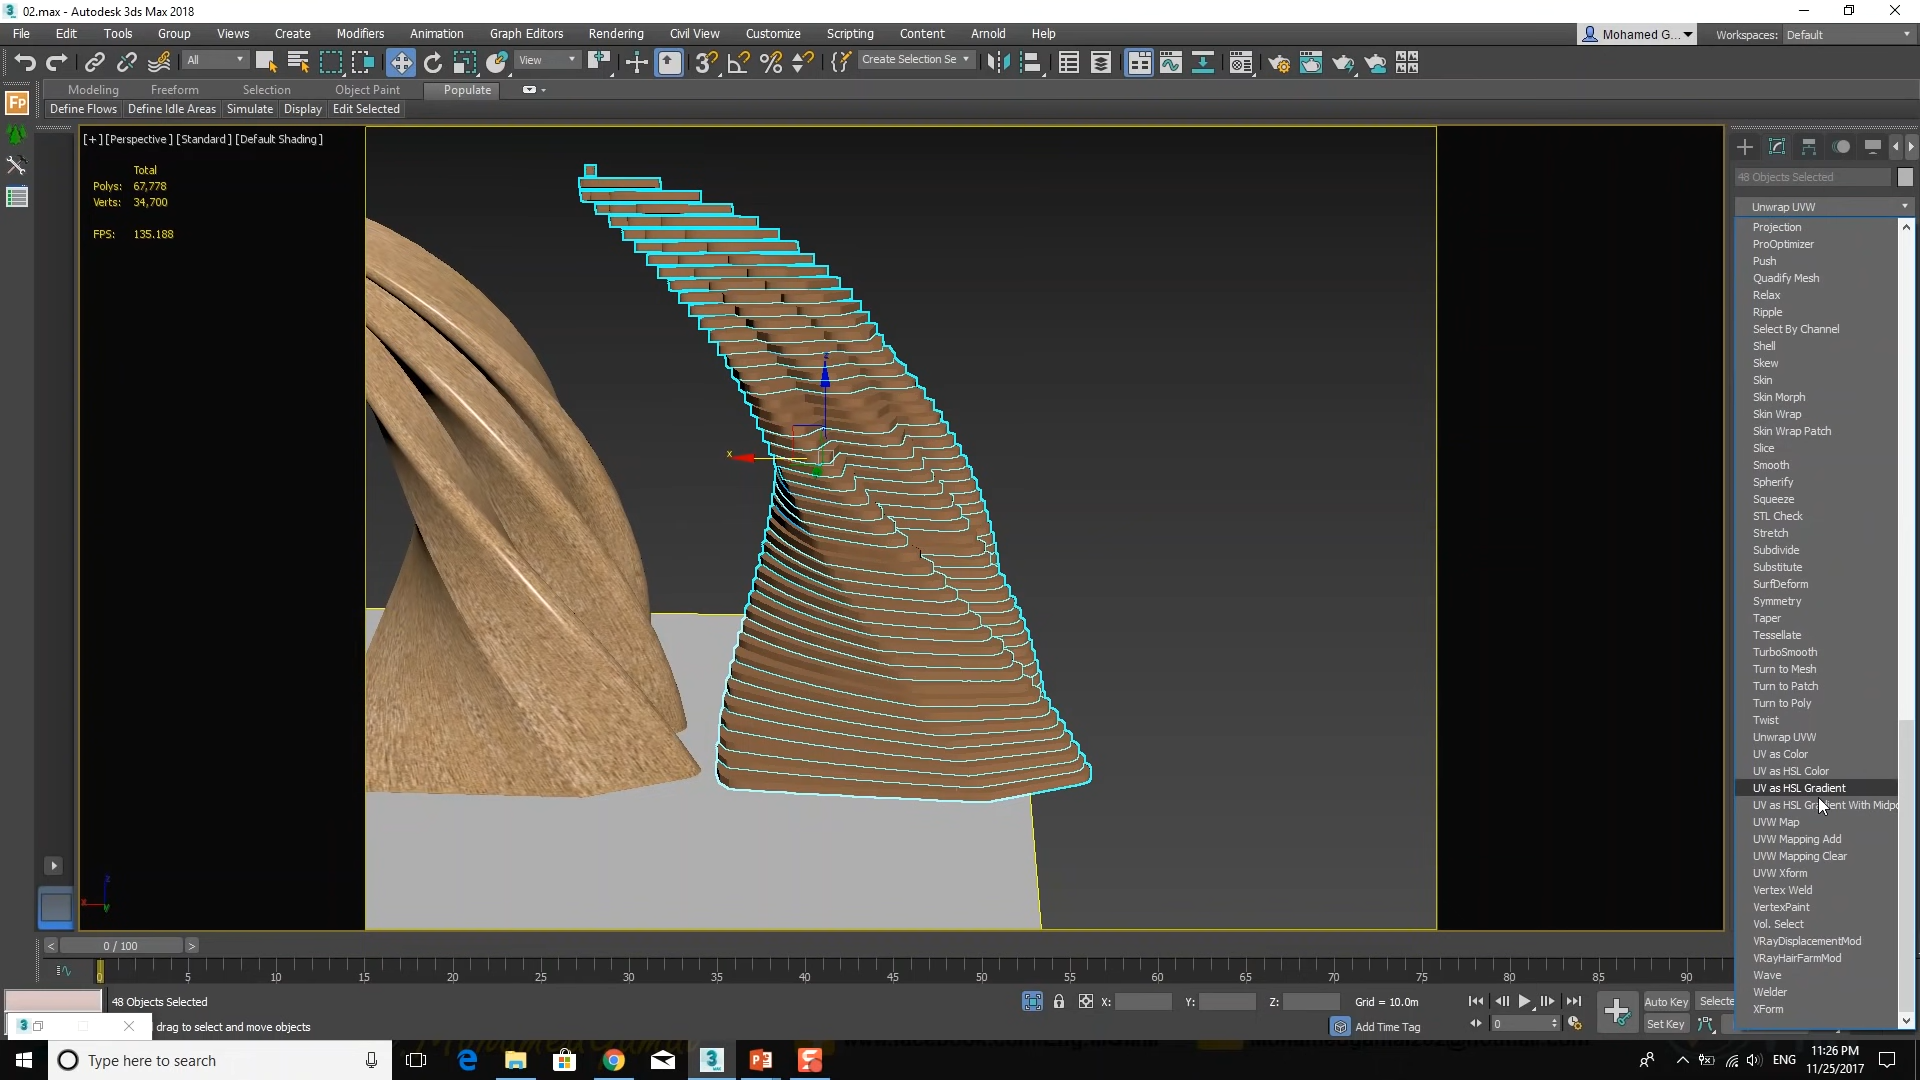 02.max - Autodesk 3ds Max 2018
File Edit Tools Group Views Create Modifiers Animation Graph Editors Rendering Civil View Customize Scripting Content Arnold Help
Mohamed G... Workspaces: Default
All View Create Selection Se
Modeling Freeform Selection Object Paint Populate
Define Flows Define Idle Areas Simulate Display Edit Selected
[+] [Perspective] [Standard] [Default Shading]
Total
Polys: 67,778
Verts: 34,700
FPS: 135.188
x
48 Objects Selected
Unwrap UVW
Projection
ProOptimizer
Push
Quadify Mesh
Relax
Ripple
Select By Channel
Shell
Skew
Skin
Skin Morph
Skin Wrap
Skin Wrap Patch
Slice
Smooth
Spherify
Squeeze
STL Check
Stretch
Subdivide
Substitute
SurfDeform
Symmetry
Taper
Tessellate
TurboSmooth
Turn to Mesh
Turn to Patch
Turn to Poly
Twist
Unwrap UVW
UV as Color
UV as HSL Color
UV as HSL Gradient
UV as HSL Gradient With Midpo
UVW Map
UVW Mapping Add
UVW Mapping Clear
UVW Xform
Vertex Weld
VertexPaint
Vol. Select
VRayDisplacementMod
VRayHairFarmMod
Wave
Welder
XForm
0 / 100
0 5 10 15 20 25 30 35 40 45 50 55 60 65 70 75 80 85 90
48 Objects Selected X: Y: Z: Grid = 10.0m Auto Key Selecte
drag to select and move objects Add Time Tag 0 Set Key
Type here to search
ENG 11:26 PM
11/25/2017